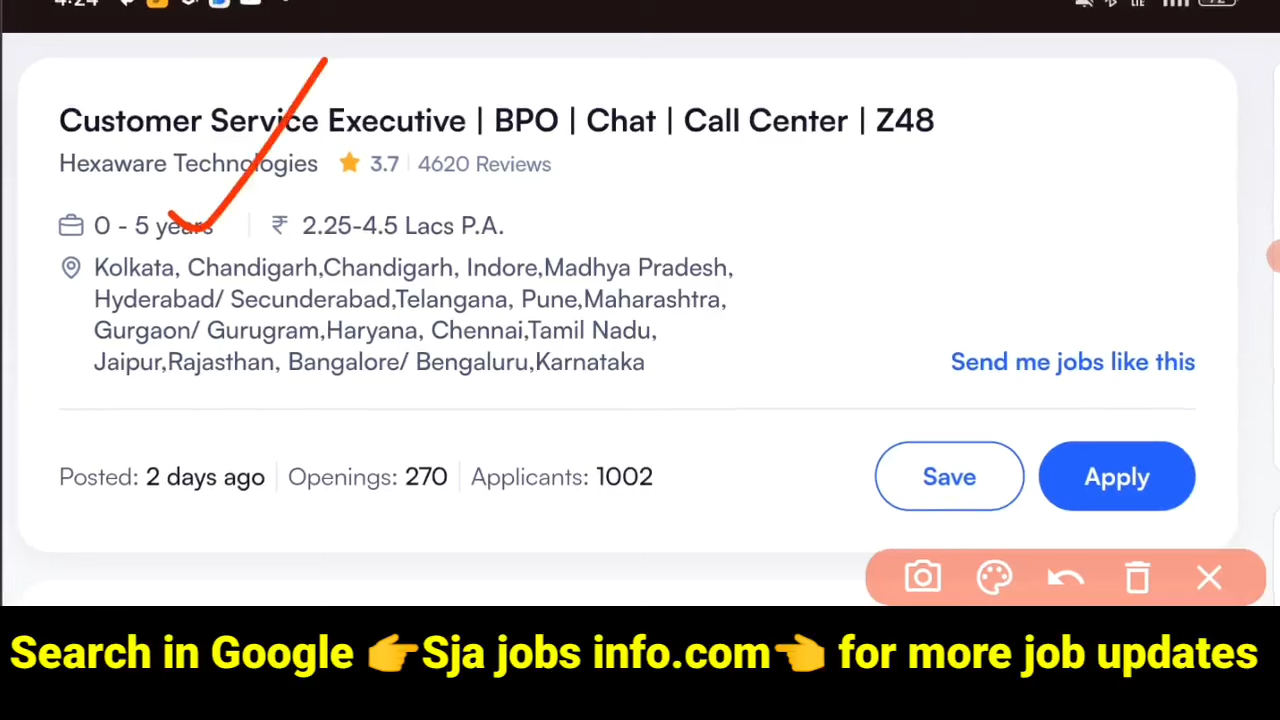 4:24
Customer Service Executive | BPO | Chat | Call Center | Z48
Hexaware Technologies 3.7 | 4620 Reviews
0 - 5 years | ₹ 2.25-4.5 Lacs P.A.
Kolkata, Chandigarh,Chandigarh, Indore,Madhya Pradesh,
Hyderabad/ Secunderabad,Telangana, Pune,Maharashtra,
Gurgaon/ Gurugram,Haryana, Chennai,Tamil Nadu,
Jaipur,Rajasthan, Bangalore/ Bengaluru,Karnataka
Send me jobs like this
Posted: 2 days ago | Openings: 270 | Applicants: 1002
Save Apply
Search in Google 👉Sja jobs info.com👈 for more job updates